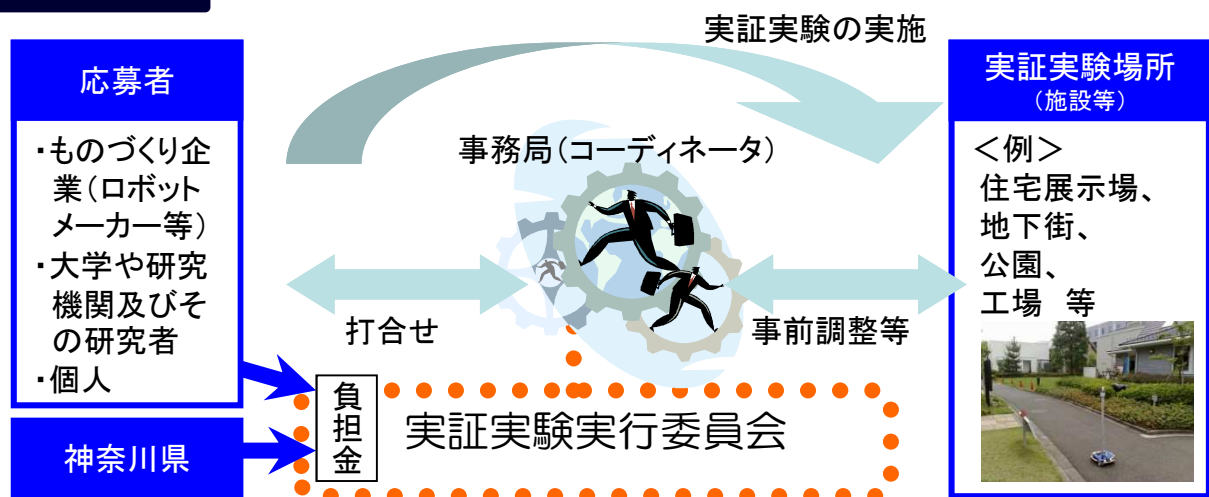 実証実験の実施
応募者
・ものづくり企
業（ロボット
メーカー等）
・大学や研究
機関及びそ
の研究者
・個人
神奈川県
事務局（コーディネータ）
打合せ
事前調整等
負担金
実証実験実行委員会
実証実験場所
（施設等）
＜例＞
住宅展示場、
地下街、
公園、
工場　等